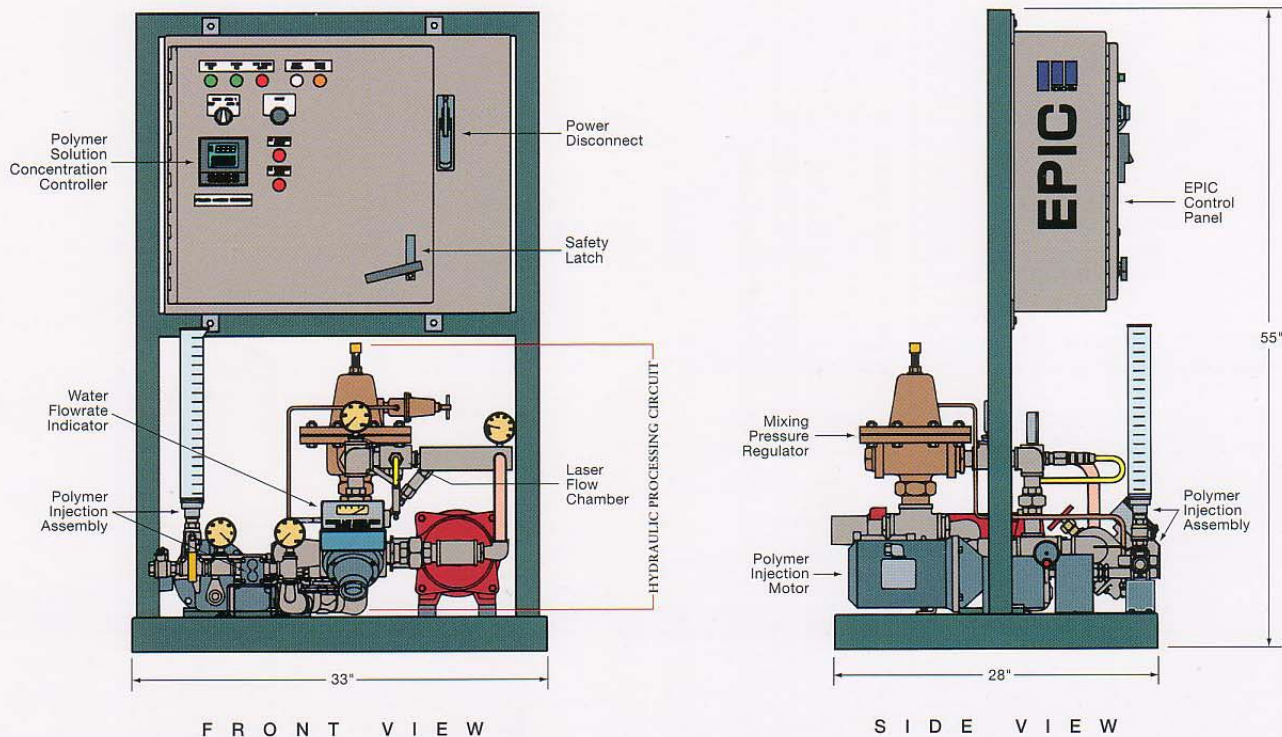 Polymer
Solution
Concentration
Controller
Power
Disconnect
Safety
Latch
Water
Flowrate
Indicator
Polymer
Injection
Assembly
Laser
Flow
Chamber
HYDRAULIC PROCESSING CIRCUIT
33"
FRONT VIEW
EPIC
EPIC
Control
Panel
55"
Mixing
Pressure
Regulator
Polymer
Injection
Assembly
Polymer
Injection
Motor
28"
SIDE VIEW